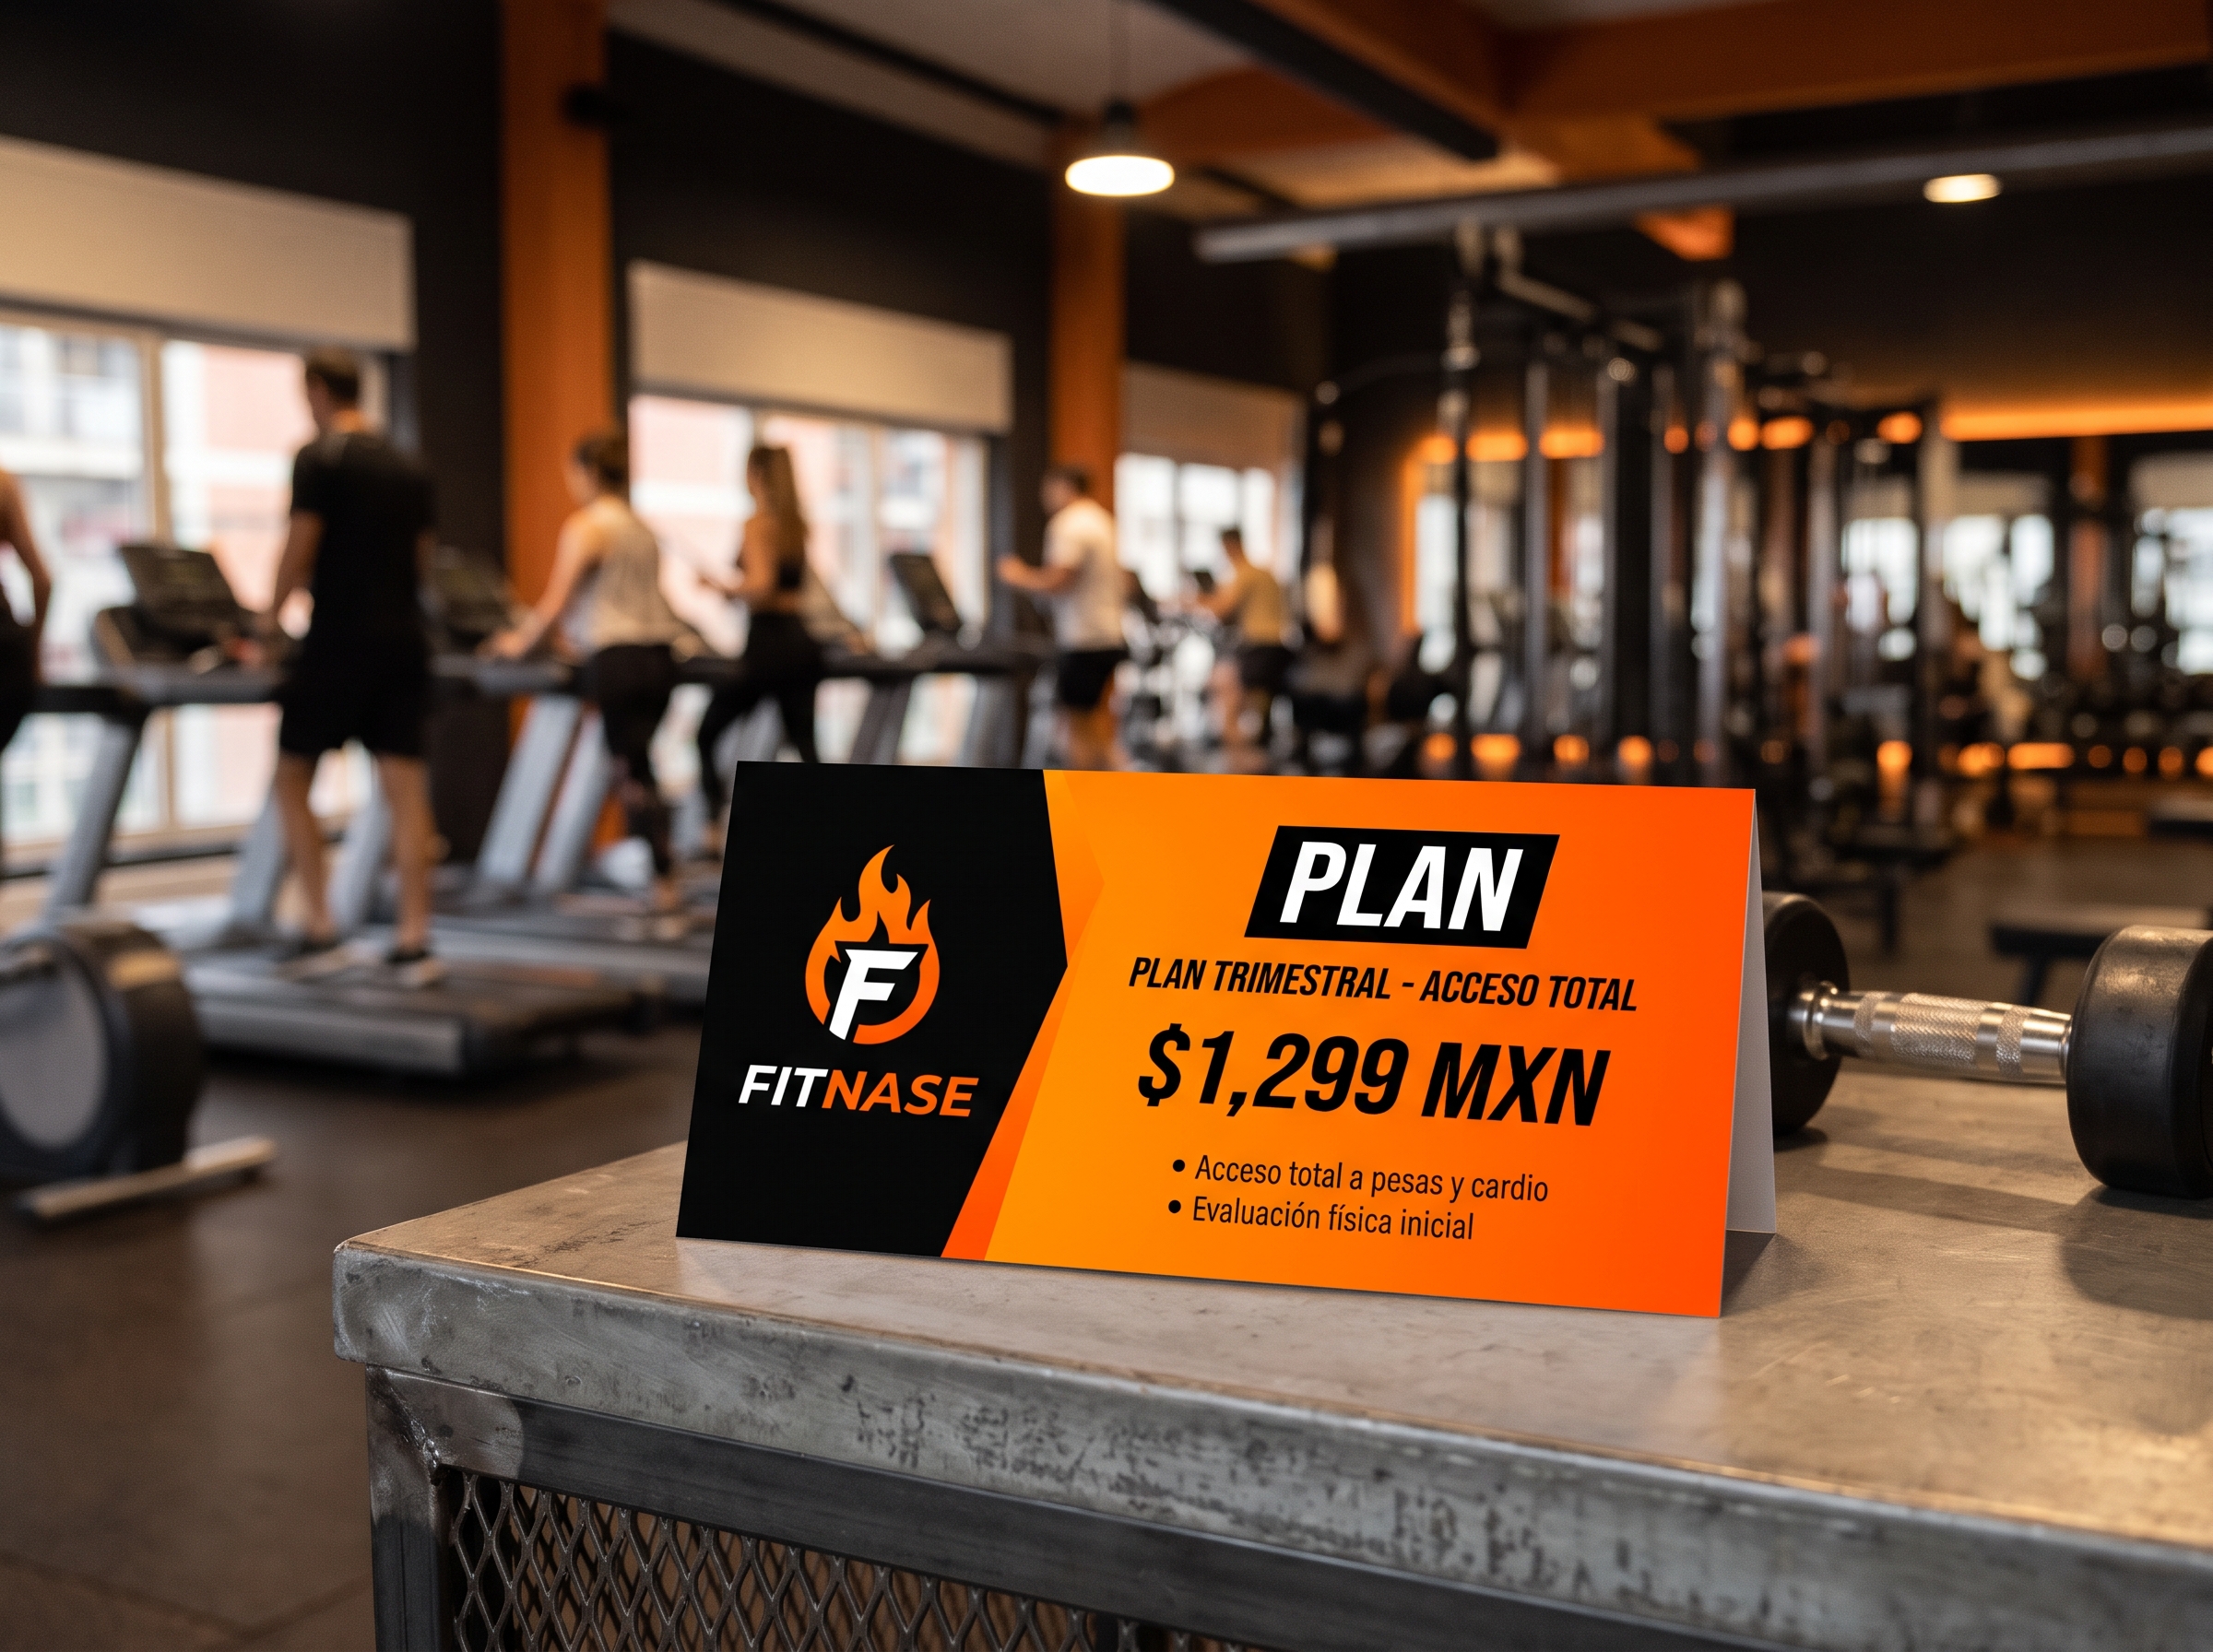 FITNASE
PLAN
PLAN TRIMESTRAL - ACCESO TOTAL
$1,299 MXN
• Acceso total a pesas y cardio
• Evaluación física inicial